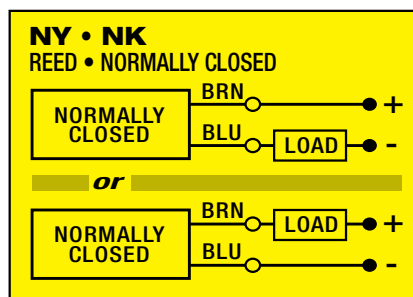 NY • NK
REED • NORMALLY CLOSED
BRN
+
NORMALLY
CLOSED
BLU
LOAD
-
or
BRN
LOAD
+
NORMALLY
CLOSED
BLU
-